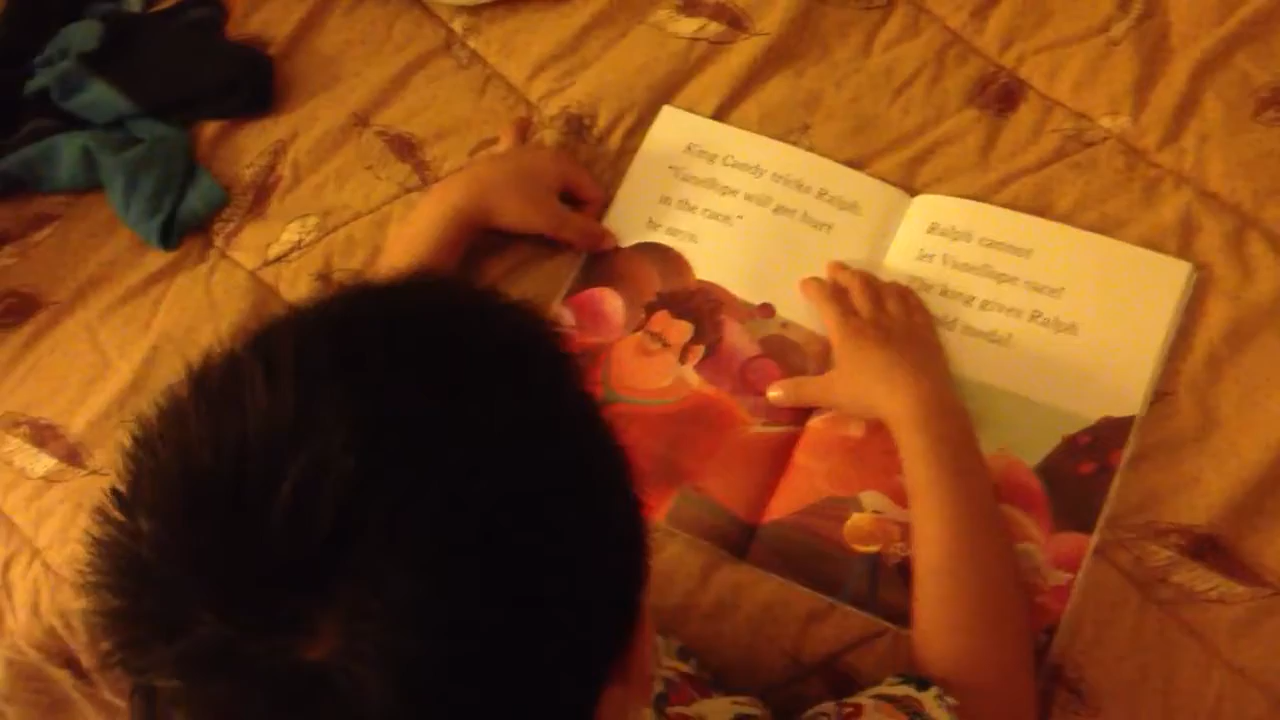 King Candy tricks Ralph.
"Vanellope will get hurt
in the race,"
he says.
Ralph cannot
let Vanellope race!
The king gives Ralph
medal